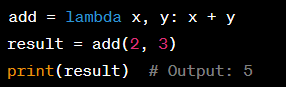 add = lambda x, y: x + y
result = add(2, 3)
print(result)  # Output: 5